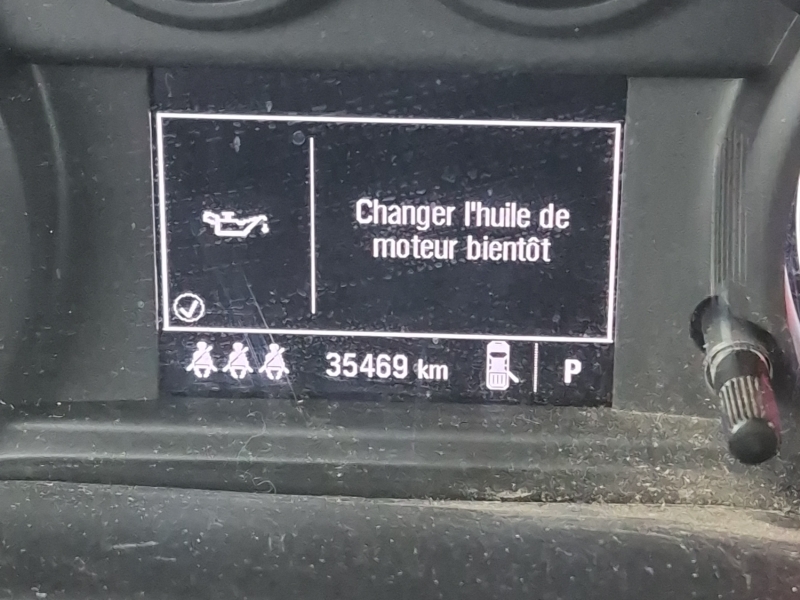 Changer l'huile de
moteur bientôt
35469 km
P